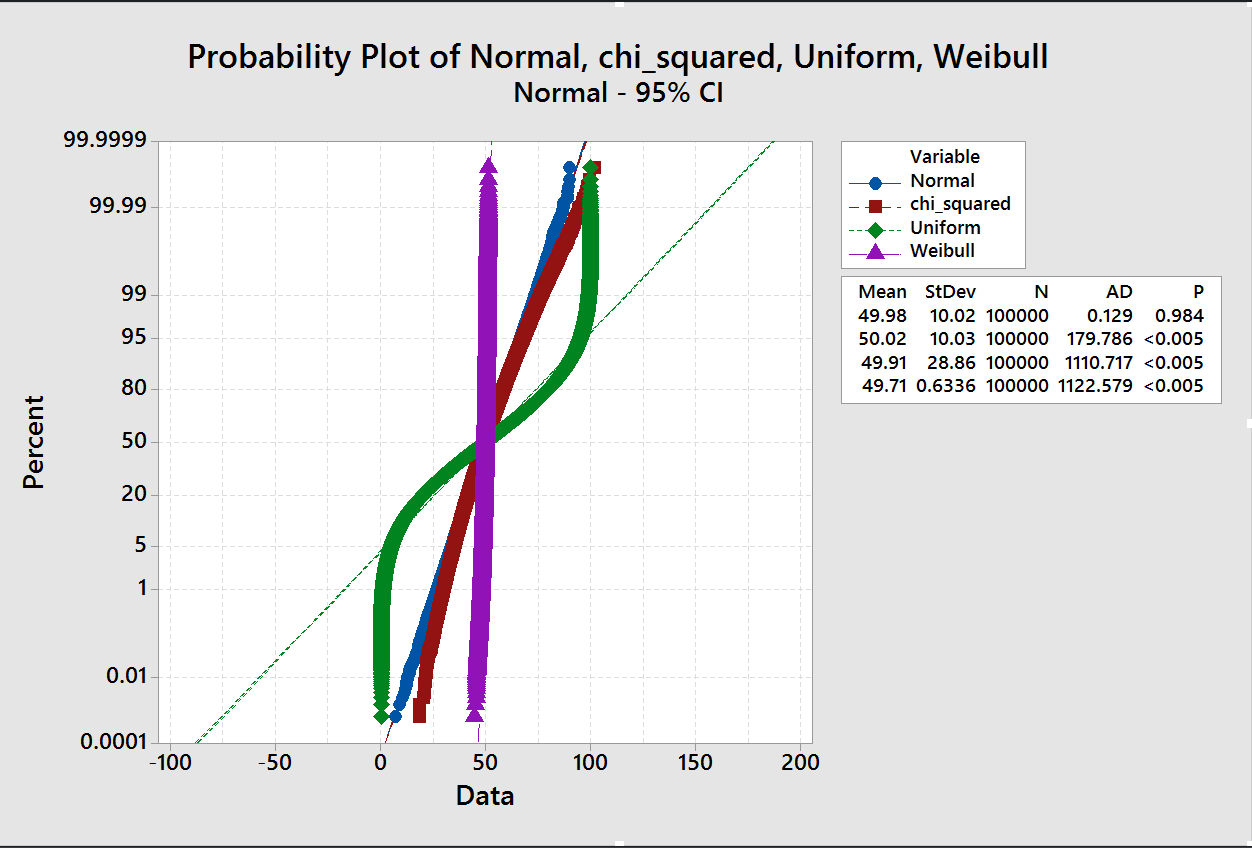 Probability Plot of Normal, chi_squared, Uniform, Weibull
Normal - 95% CI
99.9999
99.99
99
95
80
50
20
5
1
0.01
0.0001
Percent
-100 -50 0 50 100 150 200
Data
Variable
Normal
chi_squared
Uniform
Weibull
Mean StDev N AD P
49.98 10.02 100000 0.129 0.984
50.02 10.03 100000 179.786 <0.005
49.91 28.86 100000 1110.717 <0.005
49.71 0.6336 100000 1122.579 <0.005